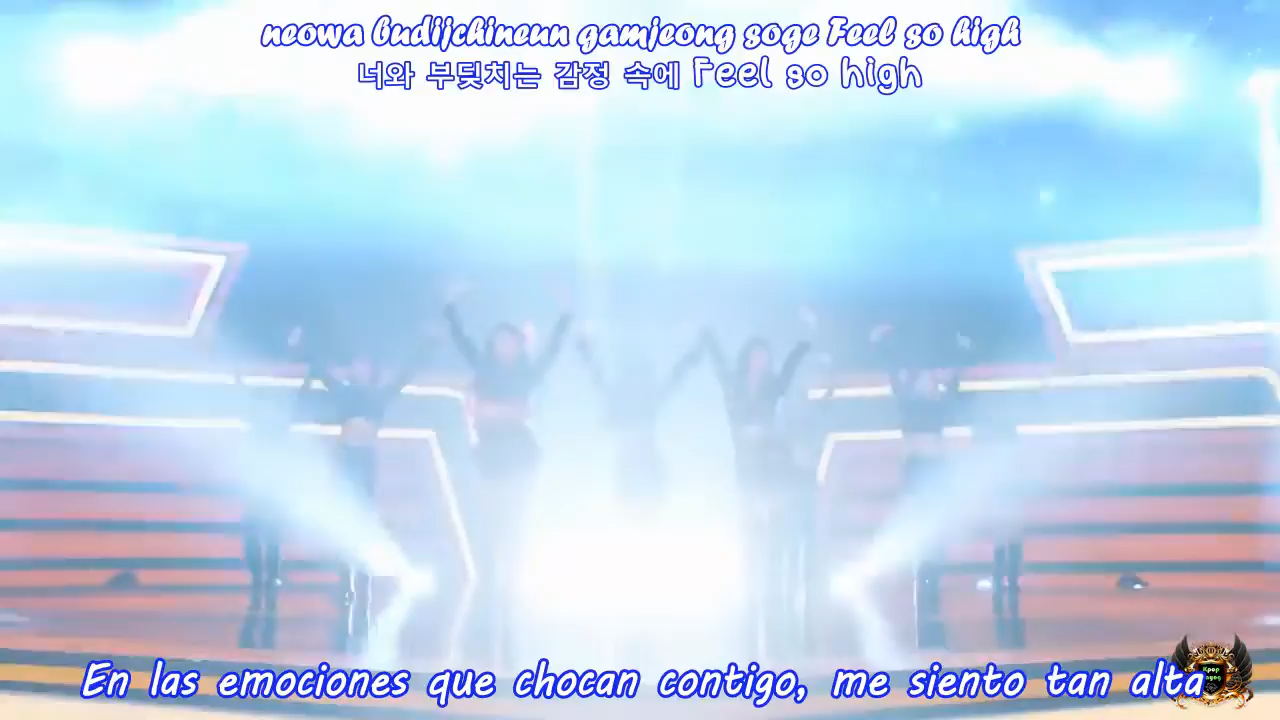 neowa budijchineun gamjeong soge Feel so high
너와 부딪치는 감정 속에 Feel so high
En las emociones que chocan contigo, me siento tan alta
Kpop